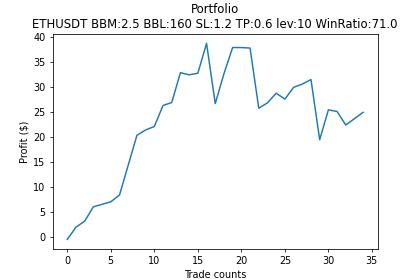 Portfolio
ETHUSDT BBM:2.5 BBL:160 SL:1.2 TP:0.6 lev:10 WinRatio:71.0
40
35
30
25
20
15
10
5
0
Profit ($)
0 5 10 15 20 25 30 35
Trade counts